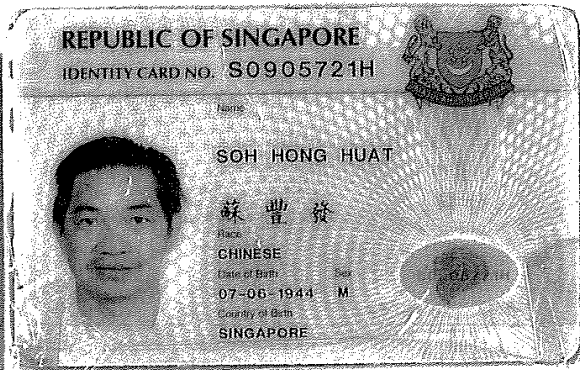 REPUBLIC OF SINGAPORE
IDENTITY CARD NO. S0905721H
Name
SOH HONG HUAT
蘇豐發
Race
CHINESE
Date of Birth Sex
07-06-1944 M
Country of Birth
SINGAPORE